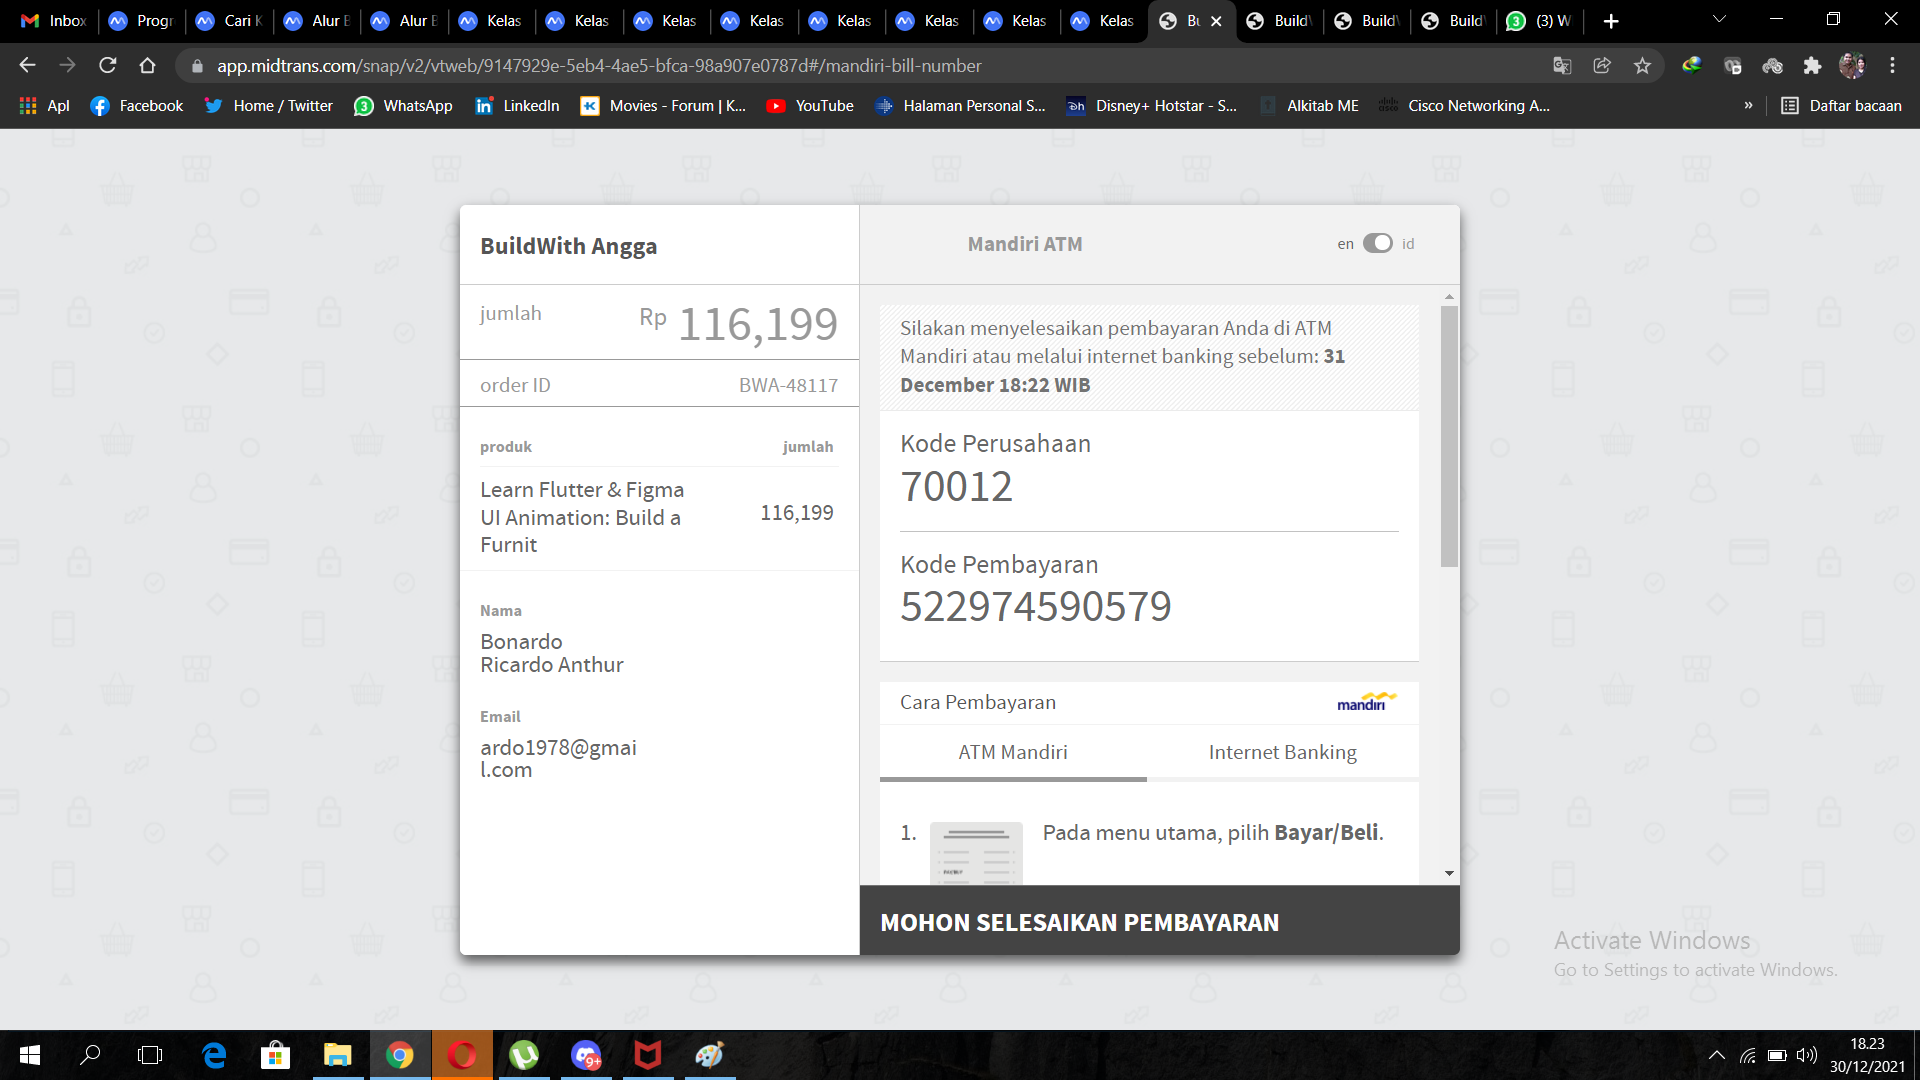 Inbox
Progr
Cari K
Alur B
Alur B
Kelas
Kelas
Kelas
Kelas
Kelas
Kelas
Kelas
Kelas
Bu
BuildV
BuildV
BuildV
(3) W
app.midtrans.com/snap/v2/vtweb/9147929e-5eb4-4ae5-bfca-98a907e0787d#/mandiri-bill-number
Apl
Facebook
Home / Twitter
WhatsApp
LinkedIn
Movies - Forum | K...
YouTube
Halaman Personal S...
Disney+ Hotstar - S...
Alkitab ME
Cisco Networking A...
»
Daftar bacaan
BuildWith Angga
jumlah
Rp 116,199
order ID
BWA-48117
produk
jumlah
Learn Flutter & Figma
UI Animation: Build a
Furnit
116,199
Nama
Bonardo
Ricardo Anthur
Email
ardo1978@gmai
l.com
Mandiri ATM
en
id
Silakan menyelesaikan pembayaran Anda di ATM
Mandiri atau melalui internet banking sebelum: 31
December 18:22 WIB
Kode Perusahaan
70012
Kode Pembayaran
522974590579
Cara Pembayaran
mandiri
ATM Mandiri
Internet Banking
1.
Pada menu utama, pilih Bayar/Beli.
MOHON SELESAIKAN PEMBAYARAN
Activate Windows
Go to Settings to activate Windows.
9+
18.23
30/12/2021